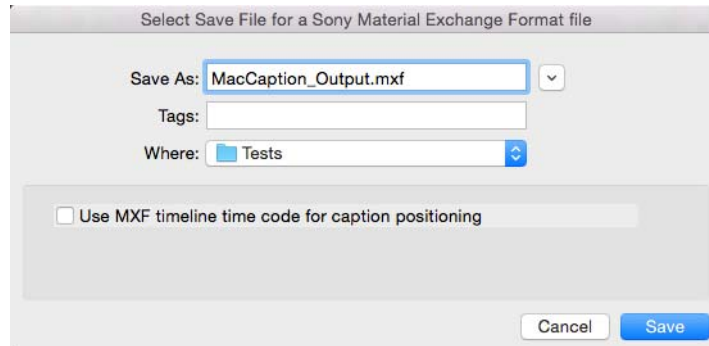 Select Save File for a Sony Material Exchange Format file
Save As: MacCaption_Output.mxf
Tags:
Where: Tests
Use MXF timeline time code for caption positioning
Cancel Save